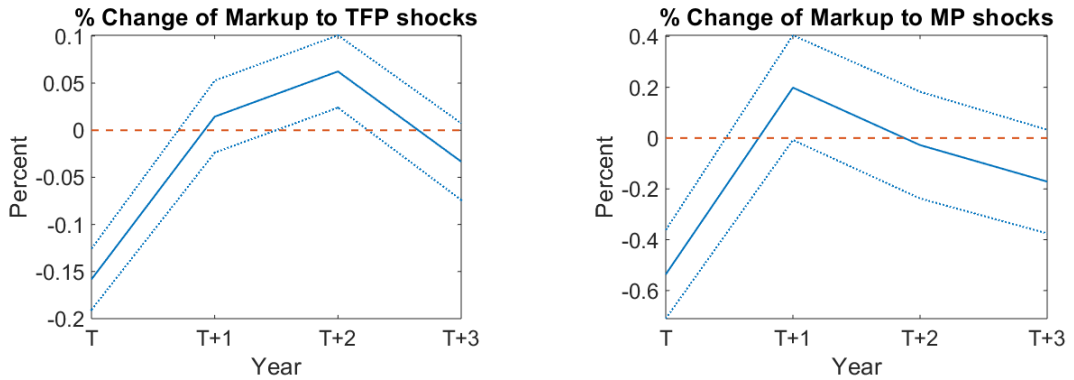 % Change of Markup to TFP shocks
0.1
0.05
0
-0.05
-0.1
-0.15
-0.2
Percent
T
T+1
T+2
T+3
Year
% Change of Markup to MP shocks
0.4
0.2
0
-0.2
-0.4
-0.6
Percent
T
T+1
T+2
T+3
Year